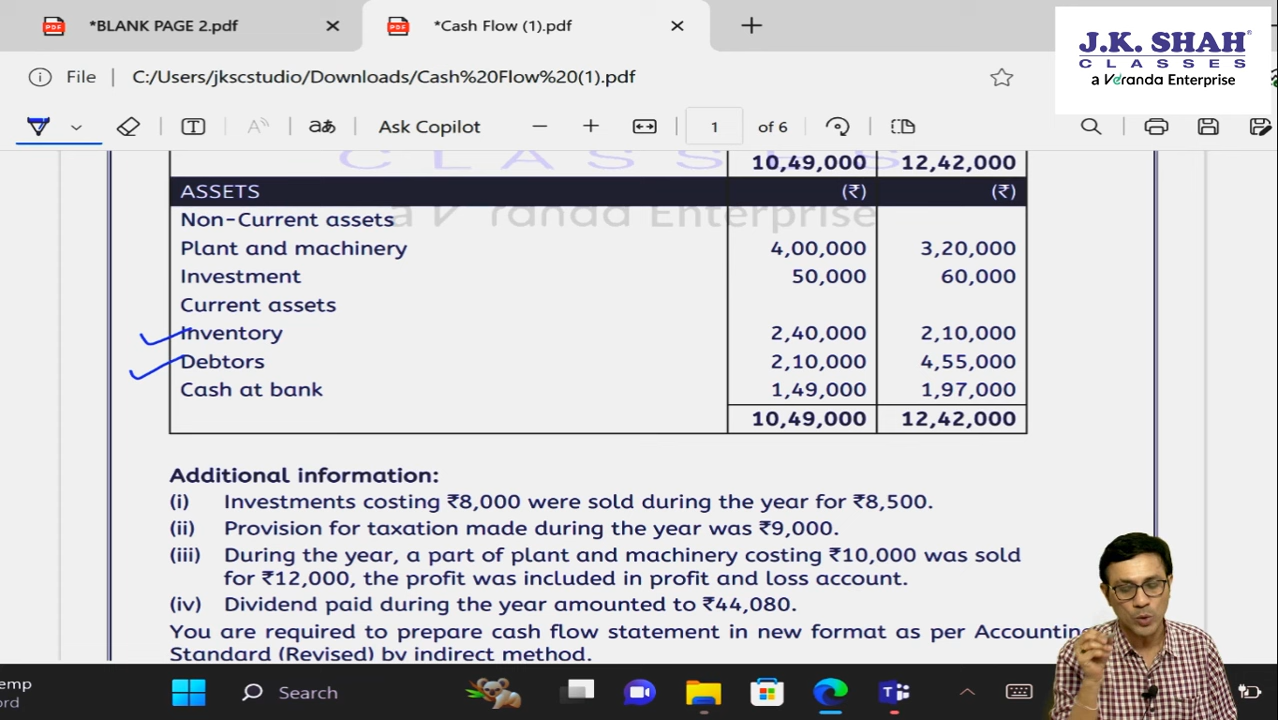 *BLANK PAGE 2.pdf
*Cash Flow (1).pdf
J.K. SHAH®
CLASSES
a Veranda Enterprise
File | C:/Users/jkscstudio/Downloads/Cash%20Flow%20(1).pdf
Ask Copilot
1 of 6
CLASSES
10,49,000 12,42,000
ASSETS (₹) (₹)
a Veranda Enterprise
Non-Current assets
Plant and machinery 4,00,000 3,20,000
Investment 50,000 60,000
Current assets
Inventory 2,40,000 2,10,000
Debtors 2,10,000 4,55,000
Cash at bank 1,49,000 1,97,000
10,49,000 12,42,000
Additional information:
(i) Investments costing ₹8,000 were sold during the year for ₹8,500.
(ii) Provision for taxation made during the year was ₹9,000.
(iii) During the year, a part of plant and machinery costing ₹10,000 was sold
for ₹12,000, the profit was included in profit and loss account.
(iv) Dividend paid during the year amounted to ₹44,080.
You are required to prepare cash flow statement in new format as per Accounting
Standard (Revised) by indirect method.
emp
ord
Search